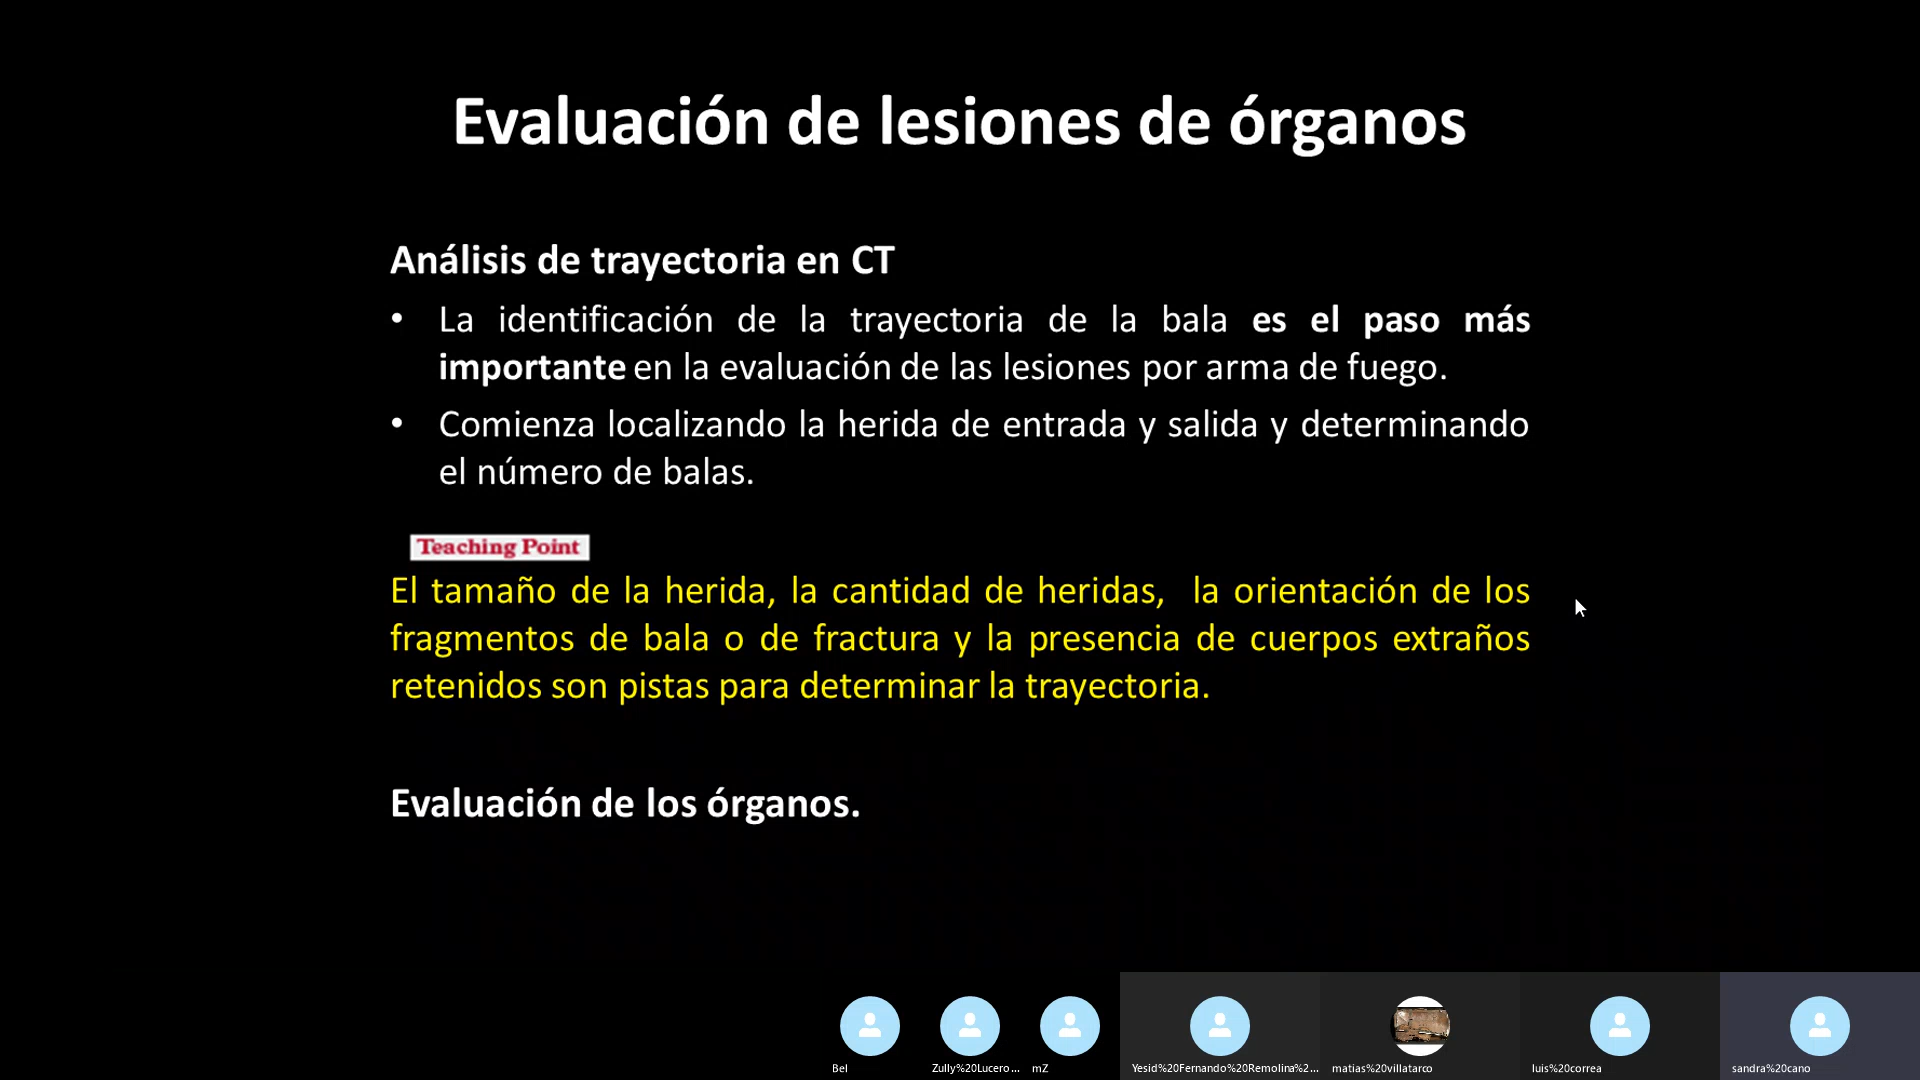 Evaluación de lesiones de órganos
Análisis de trayectoria en CT
• La identificación de la trayectoria de la bala es el paso más
importante en la evaluación de las lesiones por arma de fuego.
• Comienza localizando la herida de entrada y salida y determinando
el número de balas.
Teaching Point
El tamaño de la herida, la cantidad de heridas, la orientación de los
fragmentos de bala o de fractura y la presencia de cuerpos extraños
retenidos son pistas para determinar la trayectoria.
Evaluación de los órganos.
Bel
Zully%20Lucero...
mZ
Yesid%20Fernando%20Remolina%2...
matias%20villatarco
luis%20correa
sandra%20cano